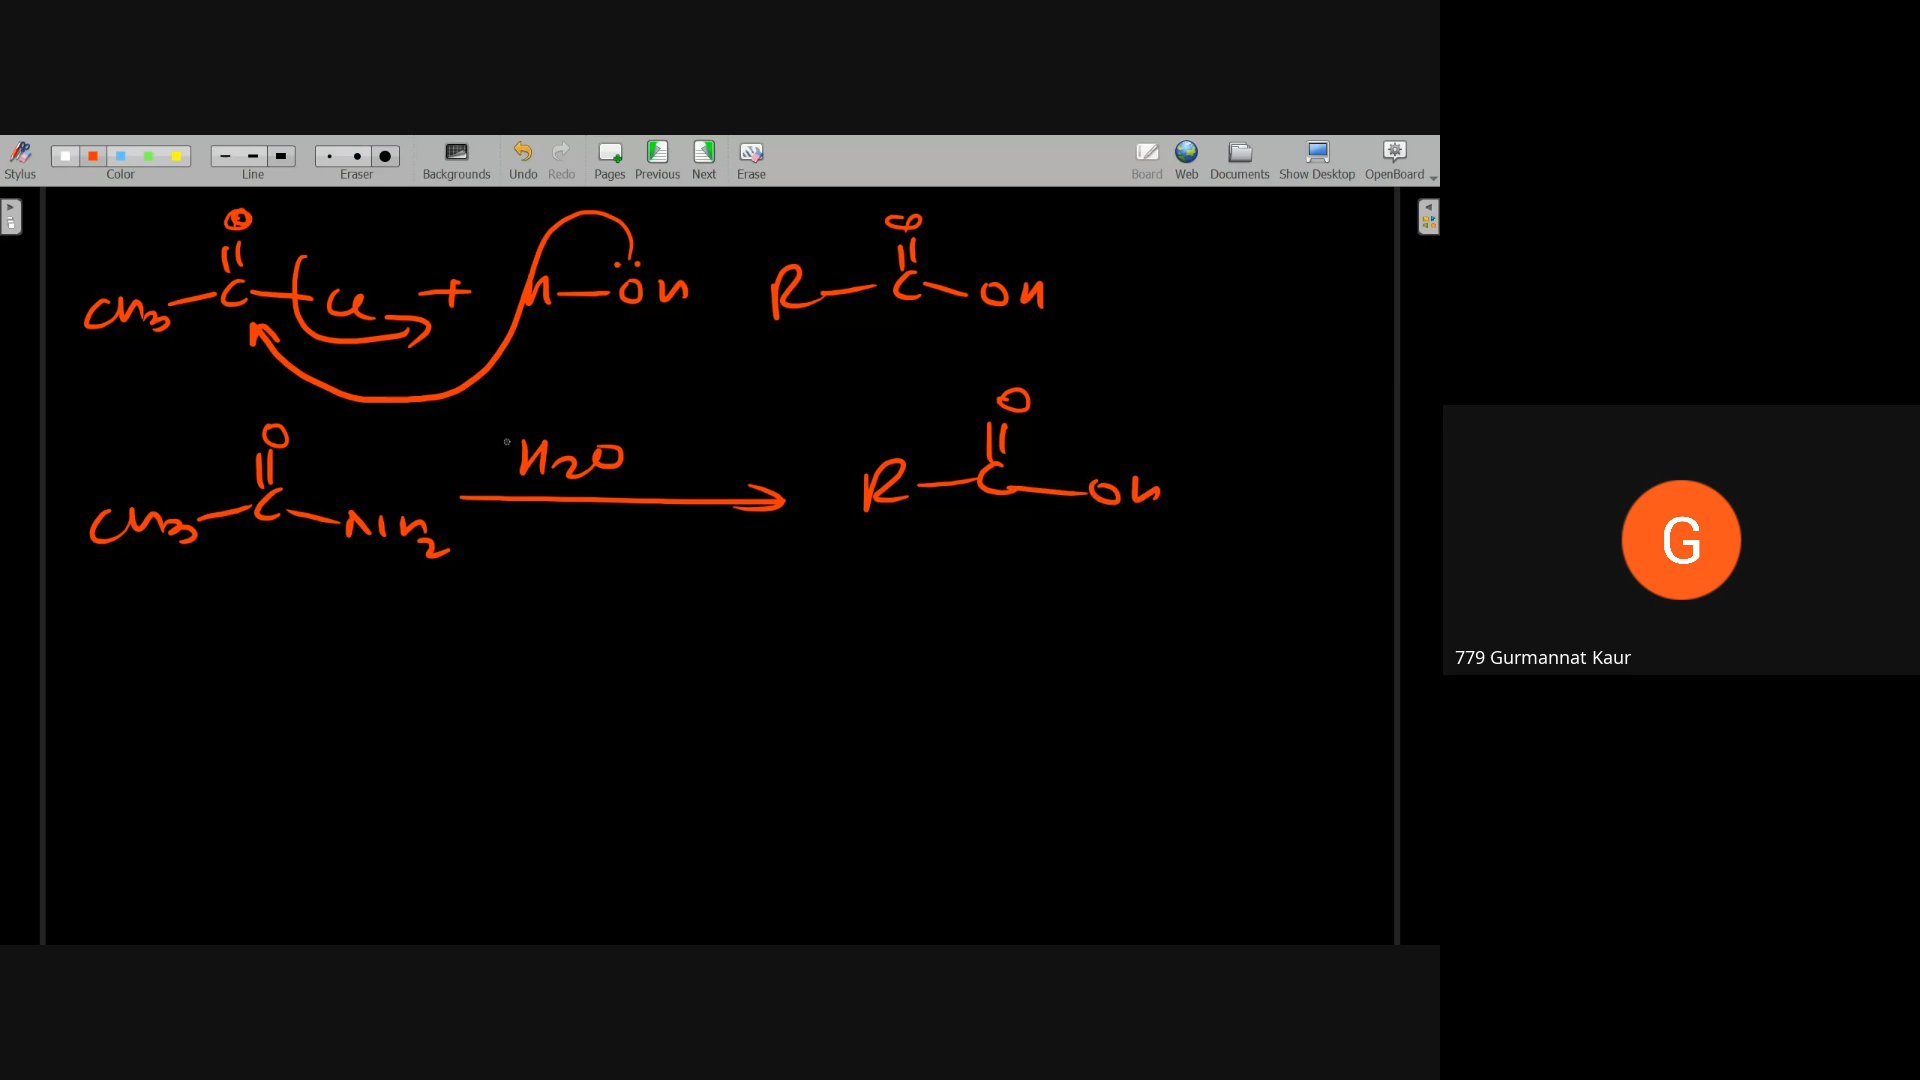 Stylus Color Line Eraser Backgrounds Undo Redo Pages Previous Next Erase Board Web Documents Show Desktop OpenBoard
O O
|| ||
CH3 — C — Cl + H — ÖH R — C — OH
O O
|| ||
CH3 — C — NH2 H2O → R — C — OH
G
779 Gurmannat Kaur